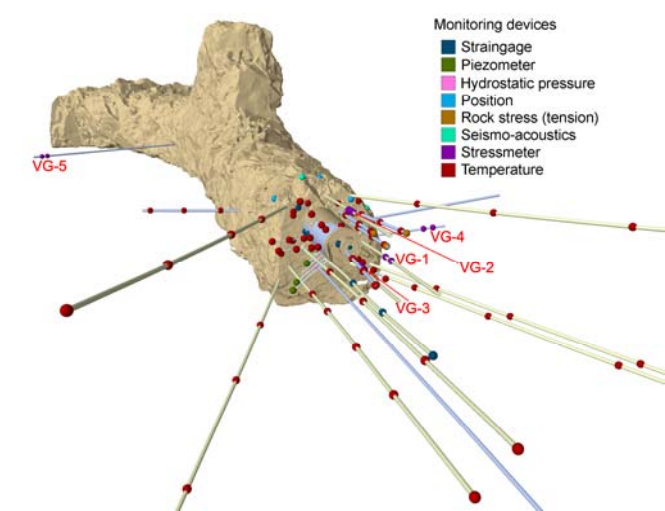 Monitoring devices
Straingage
Piezometer
Hydrostatic pressure
Position
Rock stress (tension)
Seismo-acoustics
Stressmeter
Temperature
VG-5
VG-4
VG-1
VG-2
VG-3